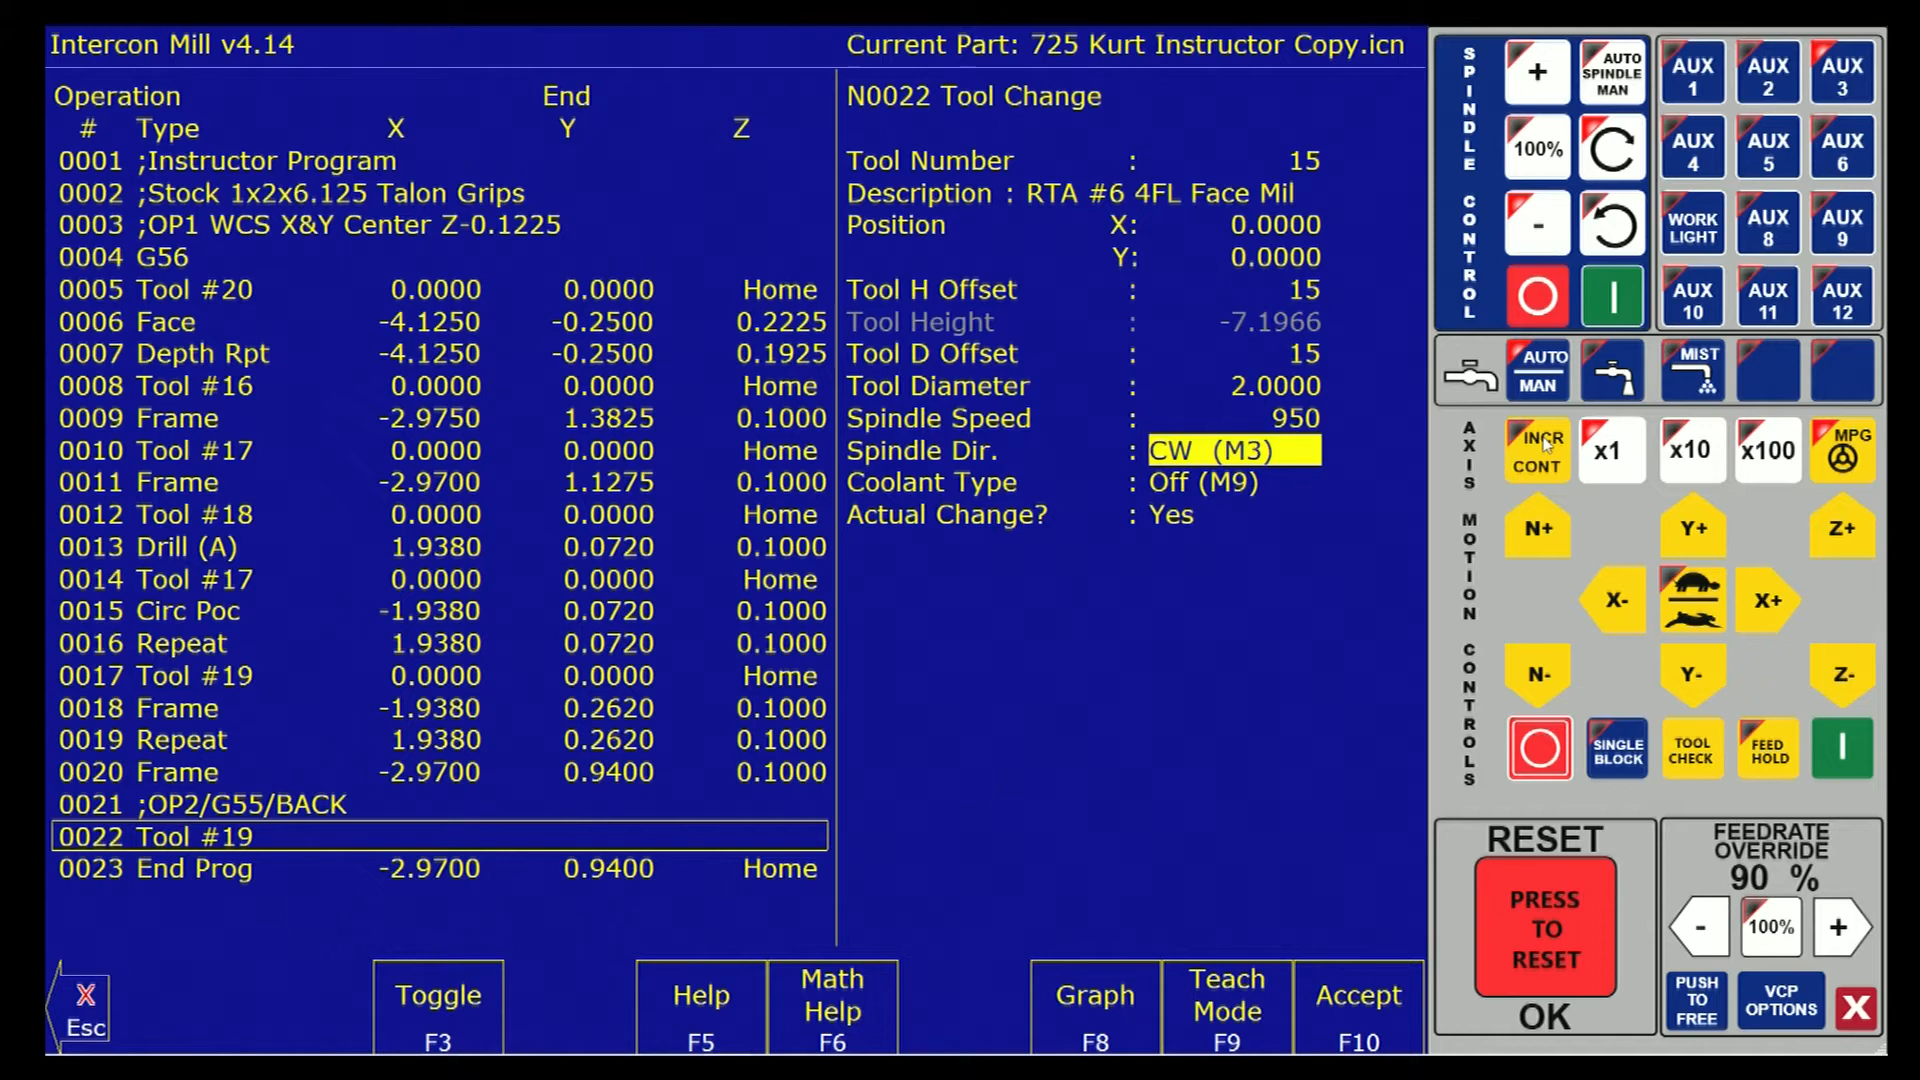 Intercon Mill v4.14
Current Part: 725 Kurt Instructor Copy.icn
Operation End
# Type X Y Z
0001 ;Instructor Program
0002 ;Stock 1x2x6.125 Talon Grips
0003 ;OP1 WCS X&Y Center Z-0.1225
0004 G56
0005 Tool #20 0.0000 0.0000 Home
0006 Face -4.1250 -0.2500 0.2225
0007 Depth Rpt -4.1250 -0.2500 0.1925
0008 Tool #16 0.0000 0.0000 Home
0009 Frame -2.9750 1.3825 0.1000
0010 Tool #17 0.0000 0.0000 Home
0011 Frame -2.9700 1.1275 0.1000
0012 Tool #18 0.0000 0.0000 Home
0013 Drill (A) 1.9380 0.0720 0.1000
0014 Tool #17 0.0000 0.0000 Home
0015 Circ Poc -1.9380 0.0720 0.1000
0016 Repeat 1.9380 0.0720 0.1000
0017 Tool #19 0.0000 0.0000 Home
0018 Frame -1.9380 0.2620 0.1000
0019 Repeat 1.9380 0.2620 0.1000
0020 Frame -2.9700 0.9400 0.1000
0021 ;OP2/G55/BACK
0022 Tool #19
0023 End Prog -2.9700 0.9400 Home
N0022 Tool Change
Tool Number : 15
Description : RTA #6 4FL Face Mil
Position X: 0.0000
Y: 0.0000
Tool H Offset : 15
Tool Height : -7.1966
Tool D Offset : 15
Tool Diameter : 2.0000
Spindle Speed : 950
Spindle Dir. : CW (M3)
Coolant Type : Off (M9)
Actual Change? : Yes
X
Esc
Toggle
F3
Help
F5
Math
Help
F6
Graph
F8
Teach
Mode
F9
Accept
F10
SPINDLE CONTROL
+
AUTO
SPINDLE
MAN
100%
-
AUX
1
AUX
2
AUX
3
AUX
4
AUX
5
AUX
6
WORK
LIGHT
AUX
8
AUX
9
AUX
10
AUX
11
AUX
12
AUTO
MAN
MIST
AXIS MOTION CONTROLS
INCR
CONT
x1
x10
x100
MPG
N+
Y+
Z+
X-
X+
N-
Y-
Z-
SINGLE
BLOCK
TOOL
CHECK
FEED
HOLD
RESET
PRESS
TO
RESET
OK
FEEDRATE
OVERRIDE
90 %
-
100%
+
PUSH
TO
FREE
VCP
OPTIONS
X